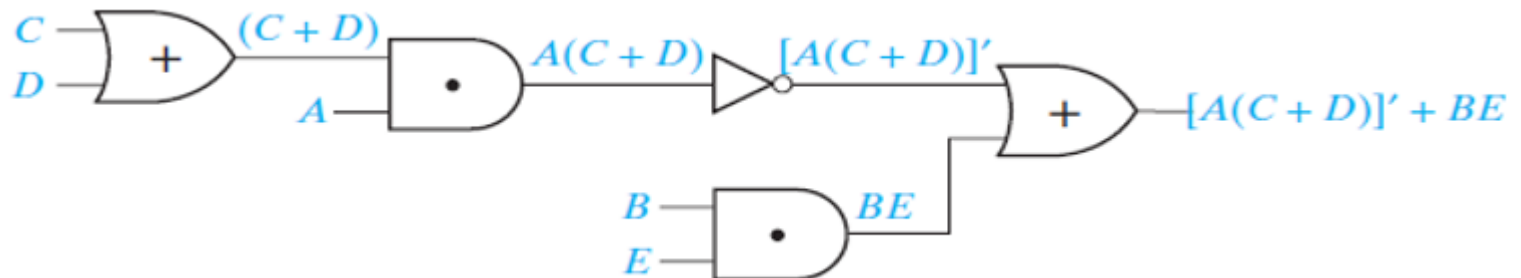 C (C + D) A(C + D) [A(C + D)]′
+
D
A
+ [A(C + D)]′ + BE
B BE
E